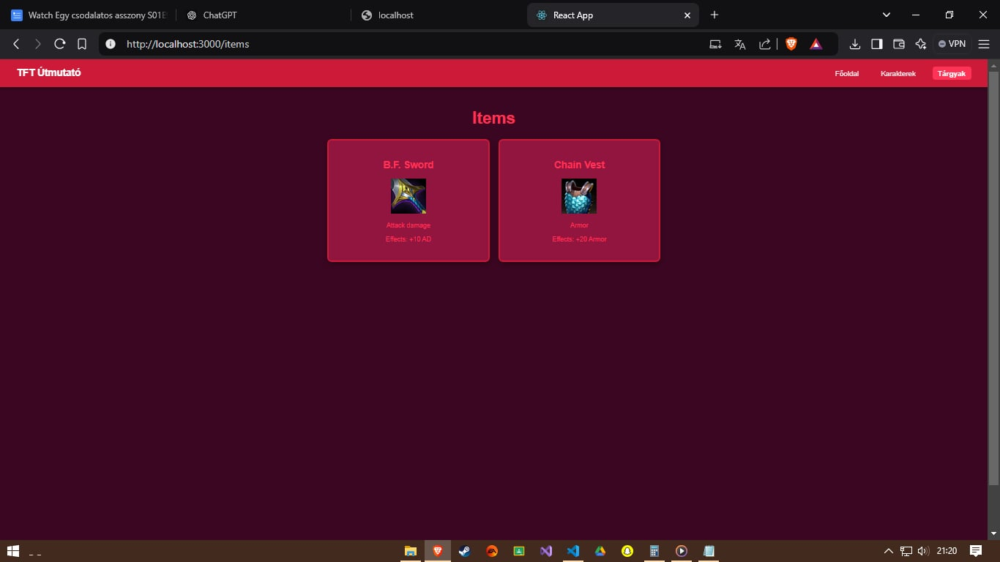 Watch Egy csodalatos asszony S01E
ChatGPT
localhost
React App
http://localhost:3000/items
VPN
TFT Útmutató
Főoldal
Karakterek
Tárgyak
Items
B.F. Sword
Attack damage
Effects: +10 AD
Chain Vest
Armor
Effects: +20 Armor
21:20